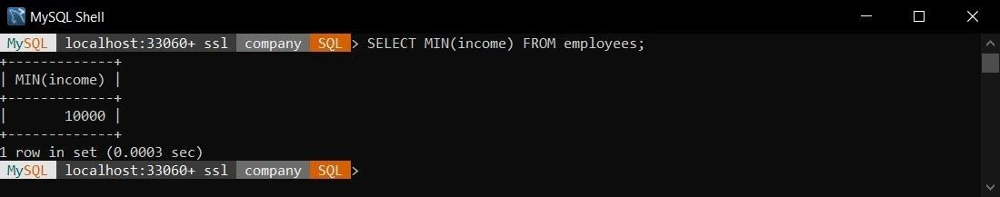 MySQL Shell
MySQL localhost:33060+ ssl company SQL > SELECT MIN(income) FROM employees;
+-------------+
| MIN(income) |
+-------------+
|       10000 |
+-------------+
1 row in set (0.0003 sec)
MySQL localhost:33060+ ssl company SQL >